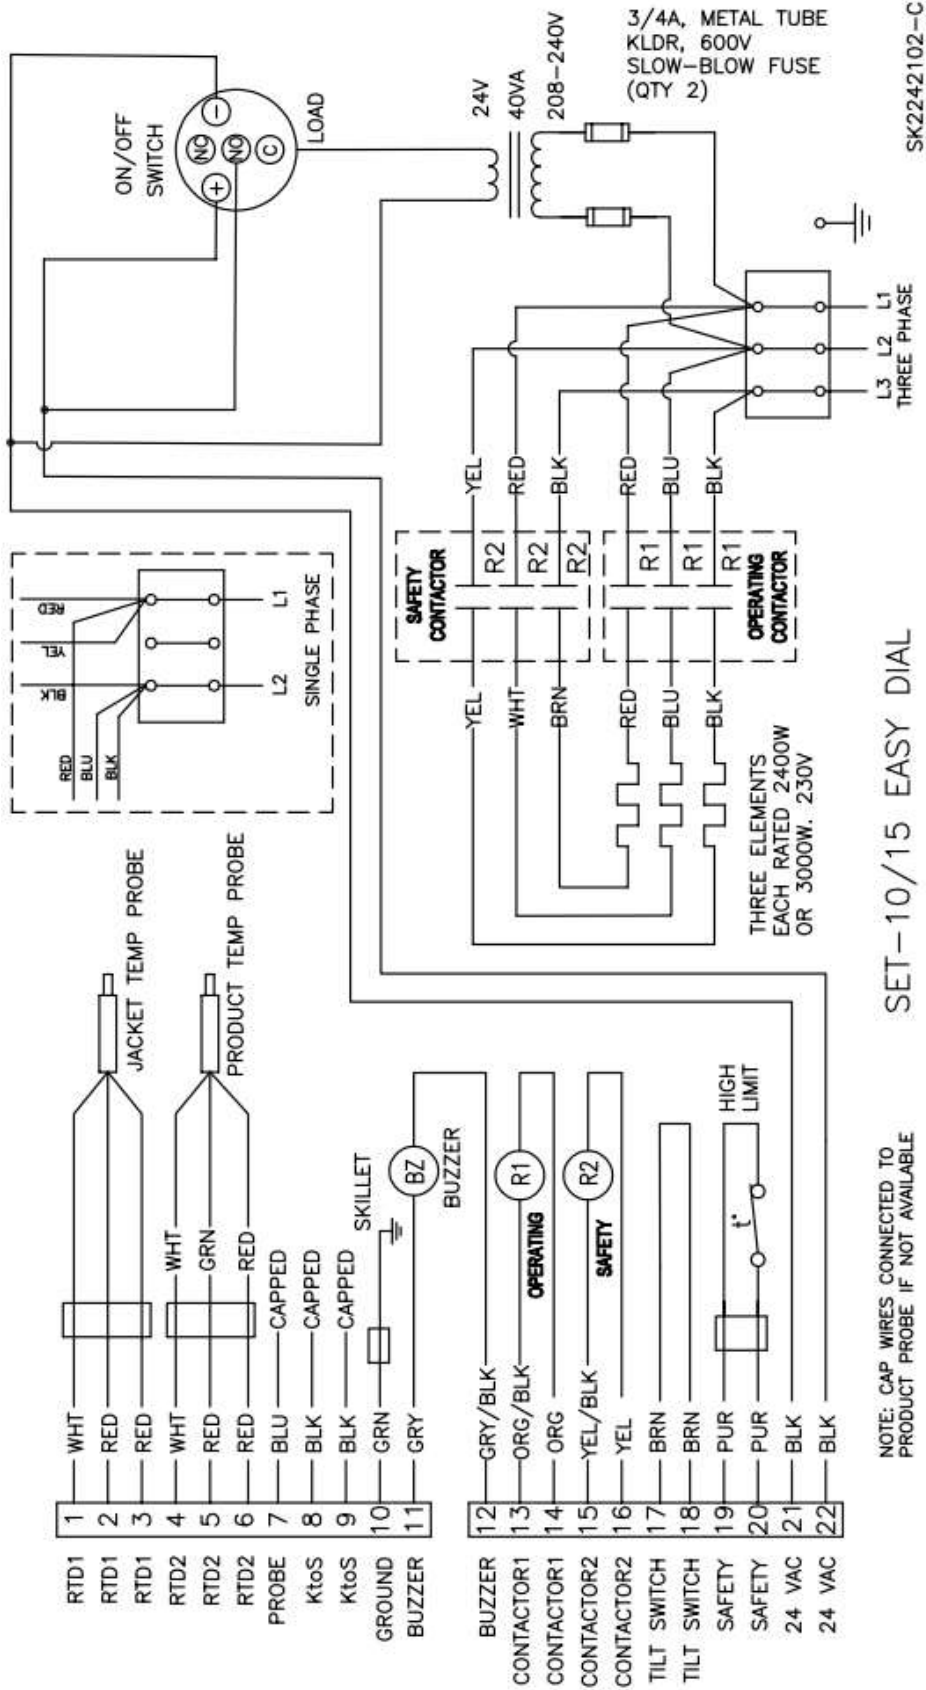 3/4A, METAL TUBE
KLDR, 600V
SLOW-BLOW FUSE
(QTY 2)
SK2242102-C
ON/OFF
SWITCH
-
NC
NO
C
+
LOAD
24V
40VA
208-240V
L1
L2
L3
THREE PHASE
YEL
RED
BLK
RED
BLU
BLK
SAFETY
CONTACTOR
R2
R2
R2
R1
R1
R1
OPERATING
CONTACTOR
YEL
WHT
BRN
RED
BLU
BLK
THREE ELEMENTS
EACH RATED 2400W
OR 3000W. 230V
RED
YEL
BLK
RED
BLU
BLK
L1
L2
SINGLE PHASE
JACKET TEMP PROBE
PRODUCT TEMP PROBE
SKILLET
BZ
BUZZER
R1
OPERATING
R2
SAFETY
HIGH
LIMIT
t°
RTD1 1 WHT
RTD1 2 RED
RTD1 3 RED
RTD2 4 WHT WHT
RTD2 5 RED GRN
RTD2 6 RED RED
PROBE 7 BLU CAPPED
KtoS 8 BLK CAPPED
KtoS 9 BLK CAPPED
GROUND 10 GRN
BUZZER 11 GRY
BUZZER 12 GRY/BLK
CONTACTOR1 13 ORG/BLK
CONTACTOR1 14 ORG
CONTACTOR2 15 YEL/BLK
CONTACTOR2 16 YEL
TILT SWITCH 17 BRN
TILT SWITCH 18 BRN
SAFETY 19 PUR
SAFETY 20 PUR
24 VAC 21 BLK
24 VAC 22 BLK
SET-10/15 EASY DIAL
NOTE: CAP WIRES CONNECTED TO
PRODUCT PROBE IF NOT AVAILABLE